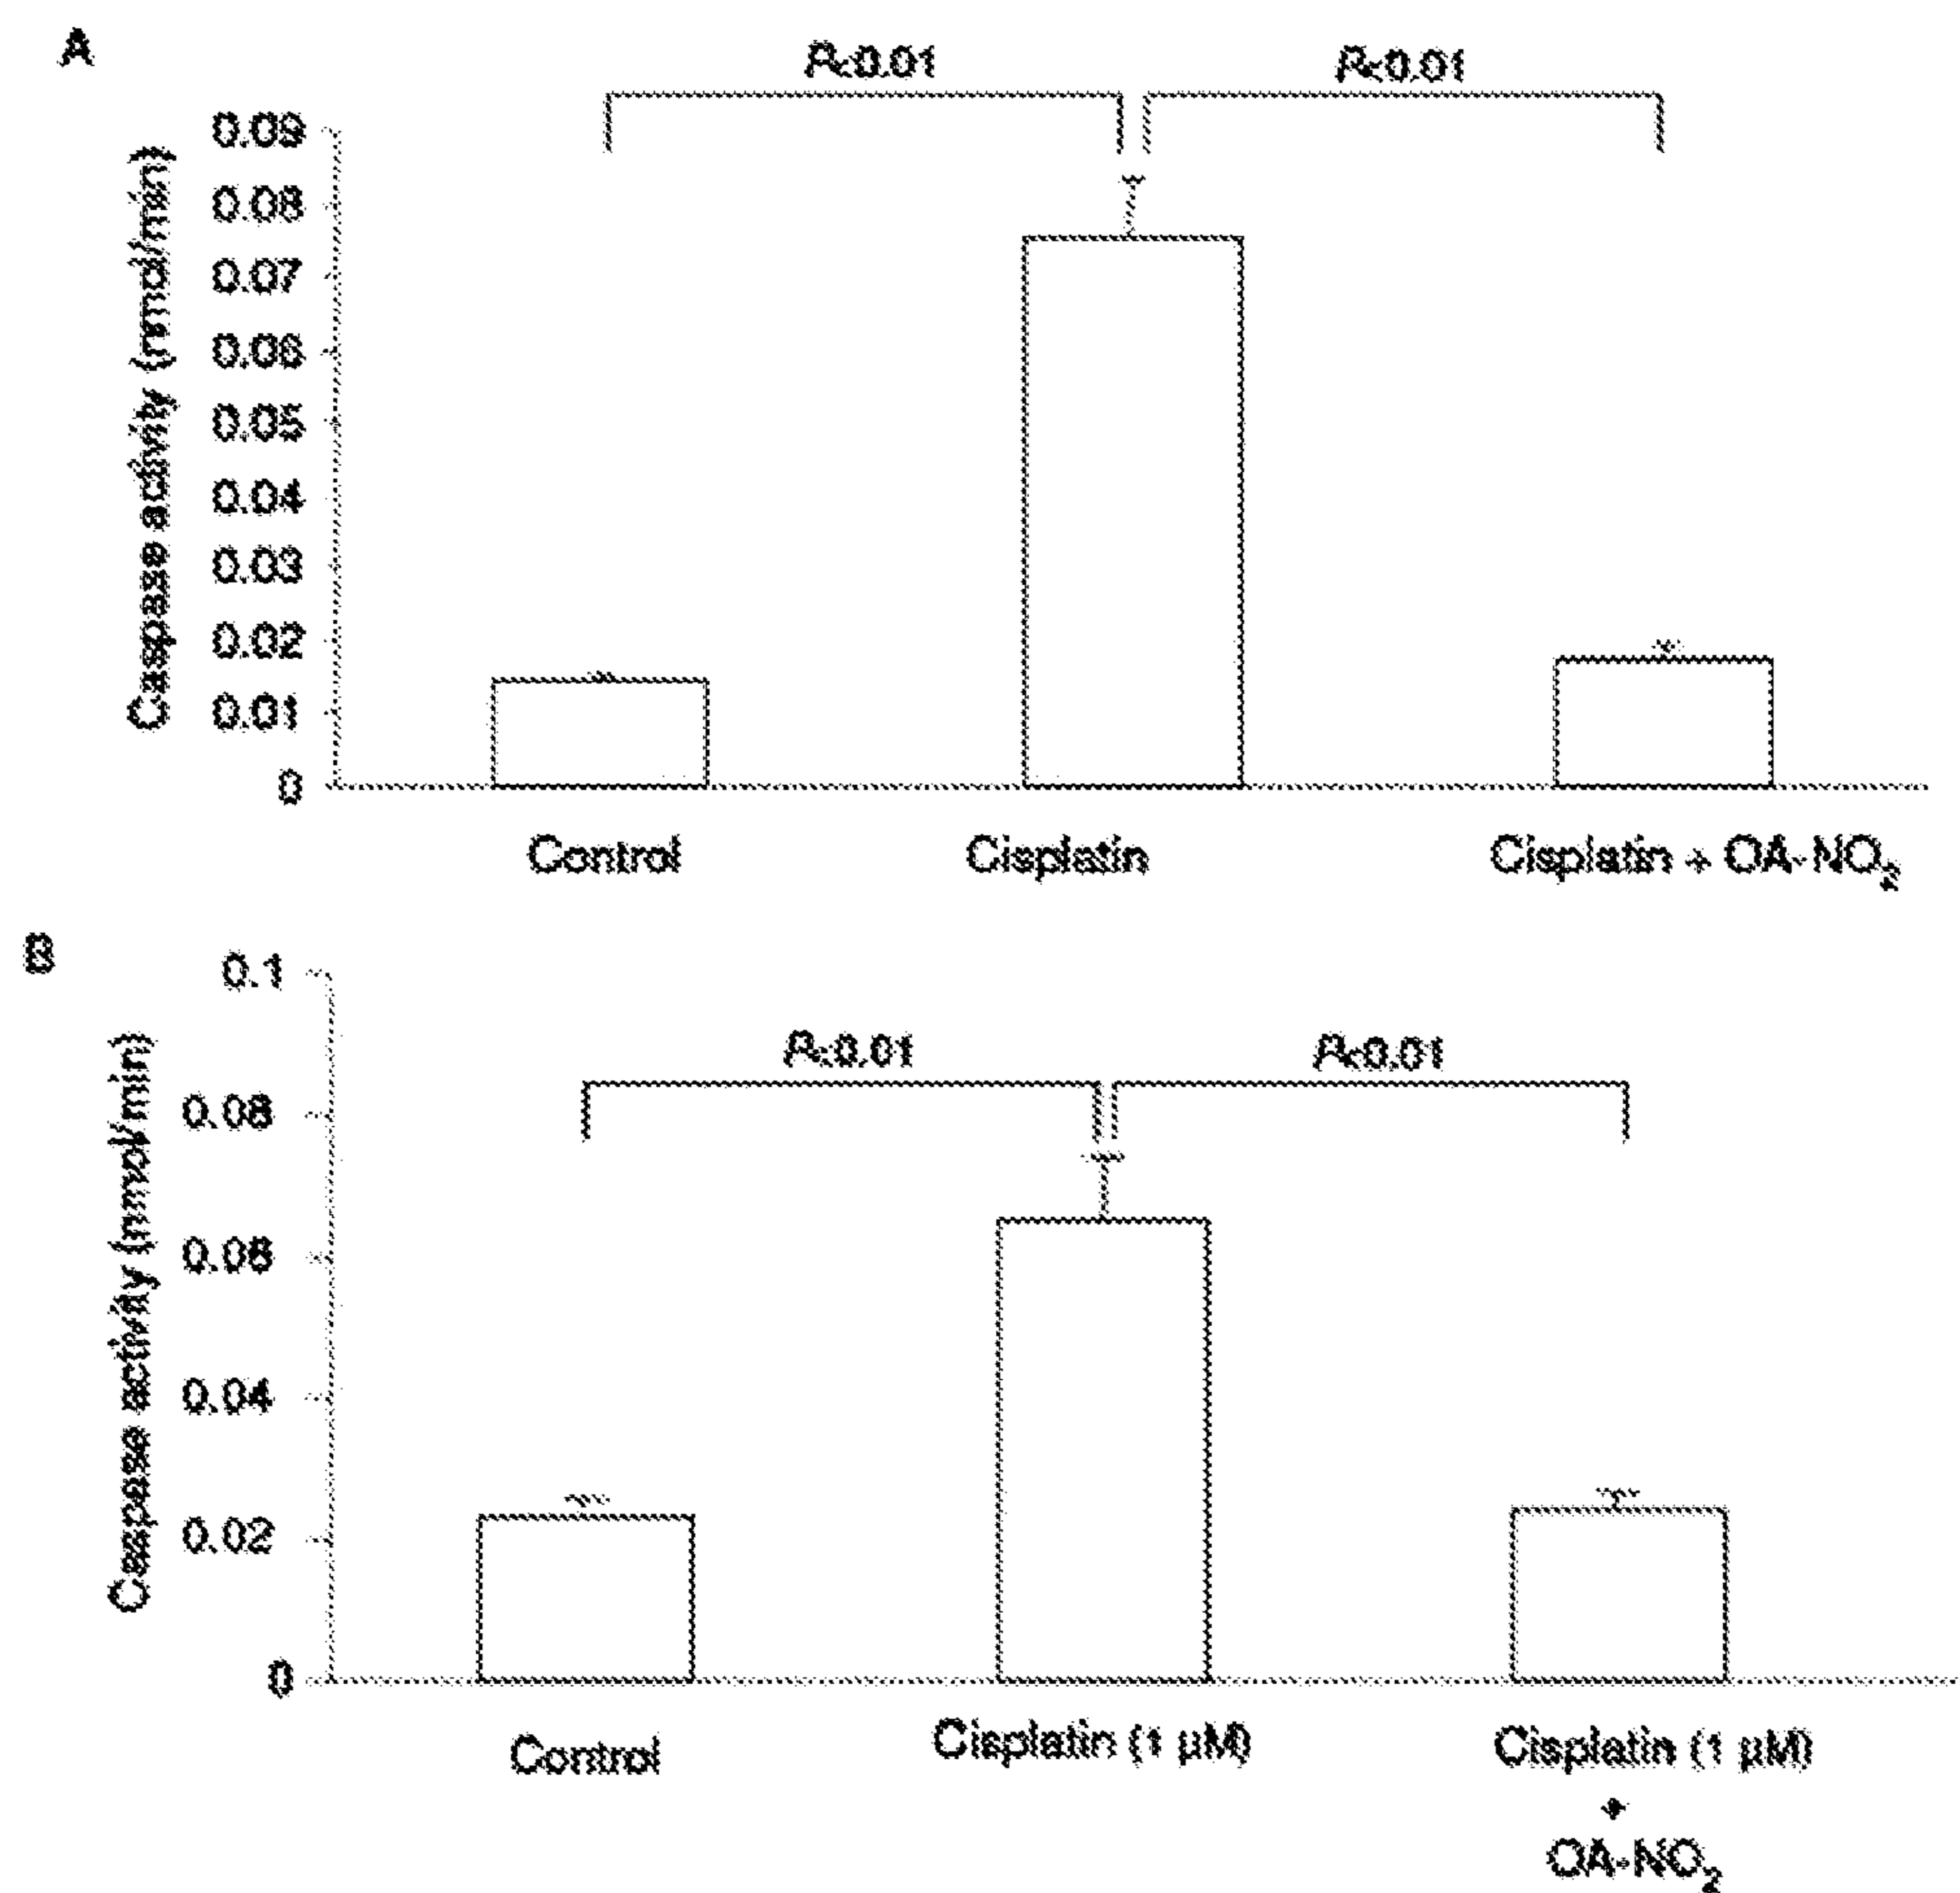 A
P<0.01 P<0.01
Caspase activity (nmol/min)
0.09
0.08
0.07
0.06
0.05
0.04
0.03
0.02
0.01
0
Control Cisplatin Cisplatin + OA-NO₂
B
P<0.01 P<0.01
Caspase activity (nmol/min)
0.1
0.08
0.06
0.04
0.02
0
Control Cisplatin (1 µM) Cisplatin (1 µM)
+
OA-NO₂